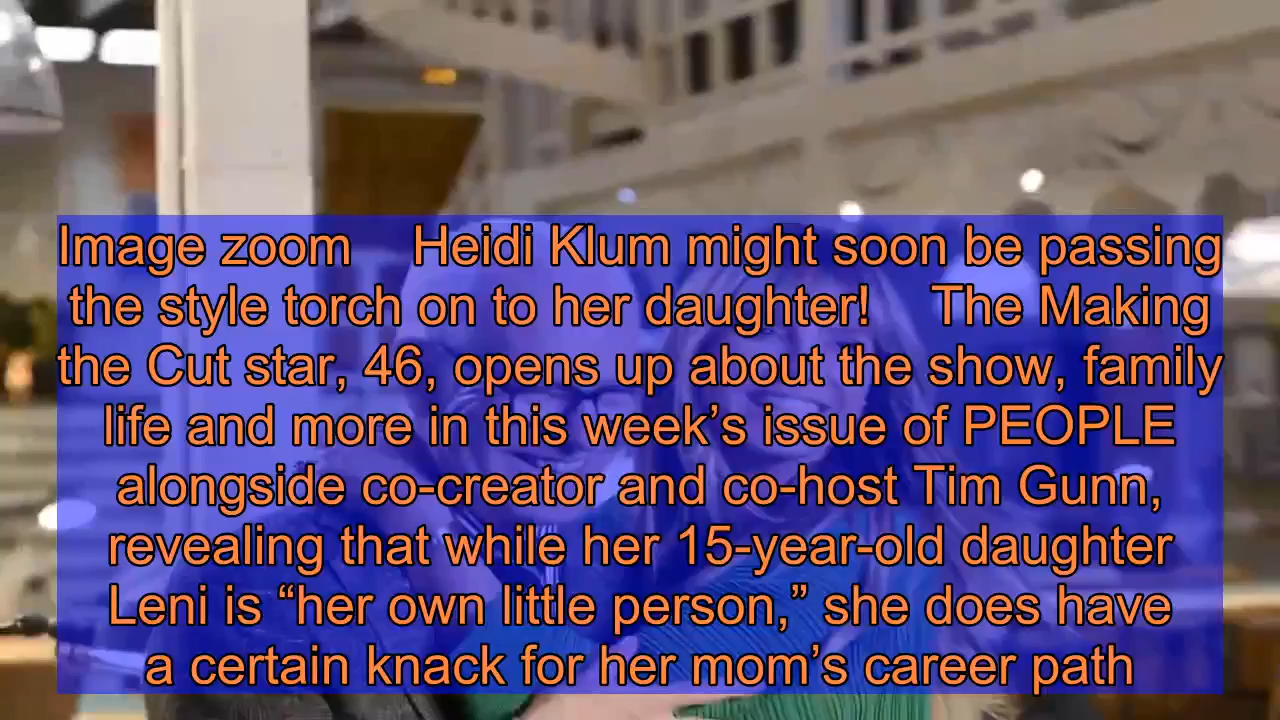 Image zoom Heidi Klum might soon be passing
the style torch on to her daughter! The Making
the Cut star, 46, opens up about the show, family
life and more in this week’s issue of PEOPLE
alongside co-creator and co-host Tim Gunn,
revealing that while her 15-year-old daughter
Leni is “her own little person,” she does have
a certain knack for her mom’s career path